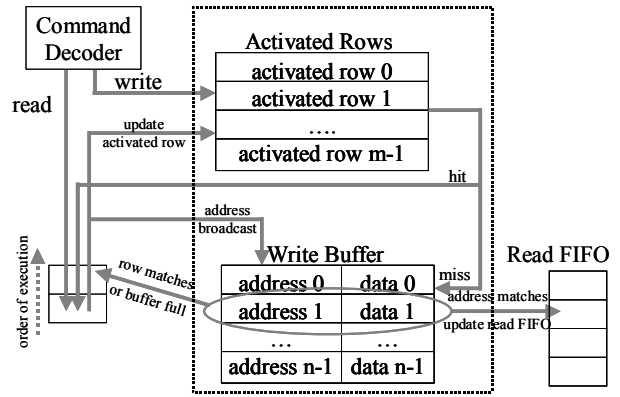 Command
Decoder
Activated Rows
activated row 0
activated row 1
....
activated row m-1
write
read
update
activated row
hit
address
broadcast
Write Buffer
Read FIFO
miss
order of execution
row matches
or buffer full
address 0 data 0
address 1 data 1
... ...
address n-1 data n-1
address matches
update read FIFO